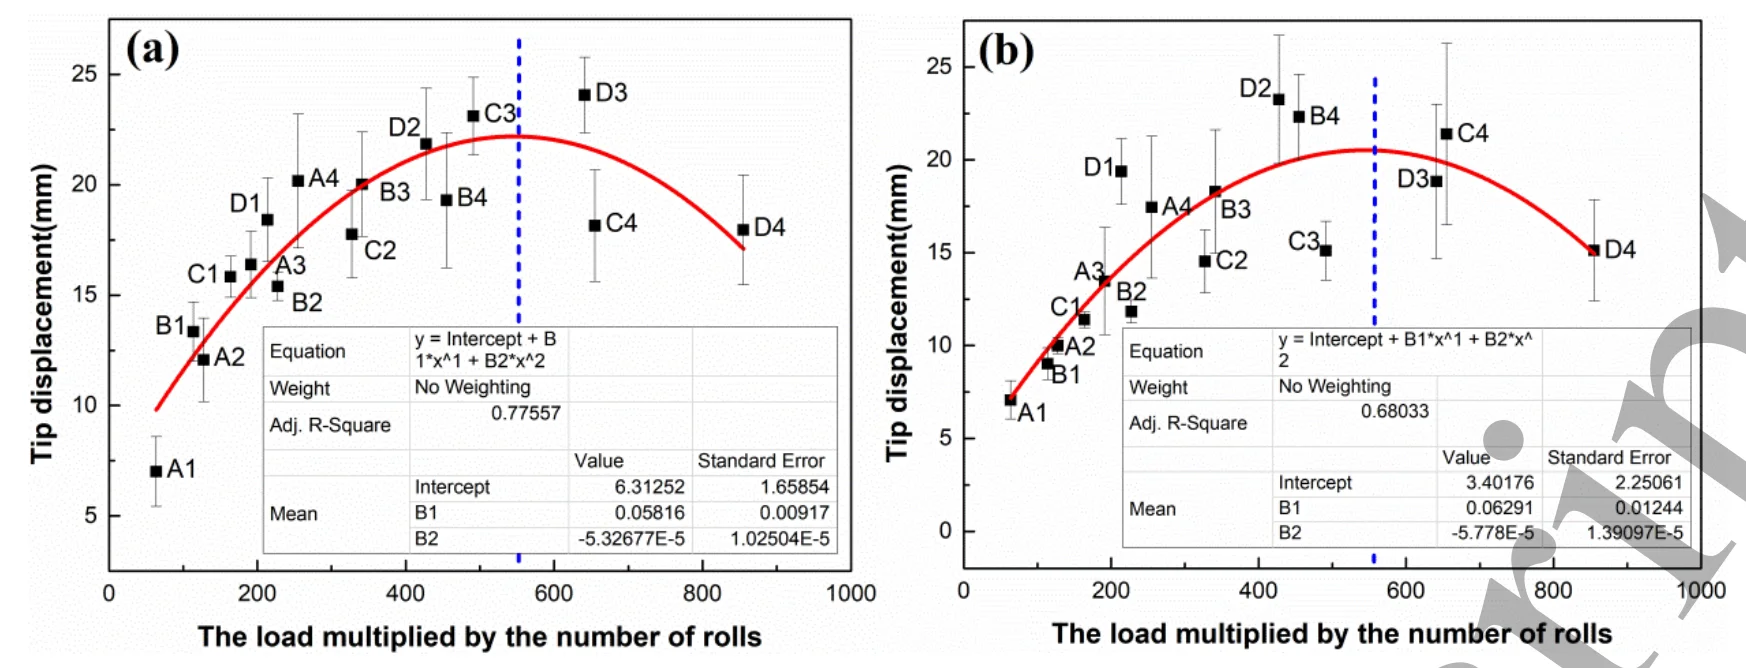 (a)
25
20
15
10
5
0
200
400
600
800
1000
Tip displacement(mm)
The load multiplied by the number of rolls
A1
B1
A2
C1
A3
D1
B2
A4
C2
B3
D2
B4
C3
D3
C4
D4
Equation
y = Intercept + B
1*x^1 + B2*x^2
Weight No Weighting
Adj. R-Square 0.77557
Value Standard Error
Mean
Intercept 6.31252 1.65854
B1 0.05816 0.00917
B2 -5.32677E-5 1.02504E-5
(b)
25
20
15
10
5
0
0
200
400
600
800
1000
Tip displacement(mm)
The load multiplied by the number of rolls
A1
B1
A2
C1
A3
B2
D1
A4
C2
B3
D2
B4
C3
D3
C4
D4
Equation
y = Intercept + B1*x^1 + B2*x^
2
Weight No Weighting
Adj. R-Square 0.68033
Value Standard Error
Mean
Intercept 3.40176 2.25061
B1 0.06291 0.01244
B2 -5.778E-5 1.39097E-5